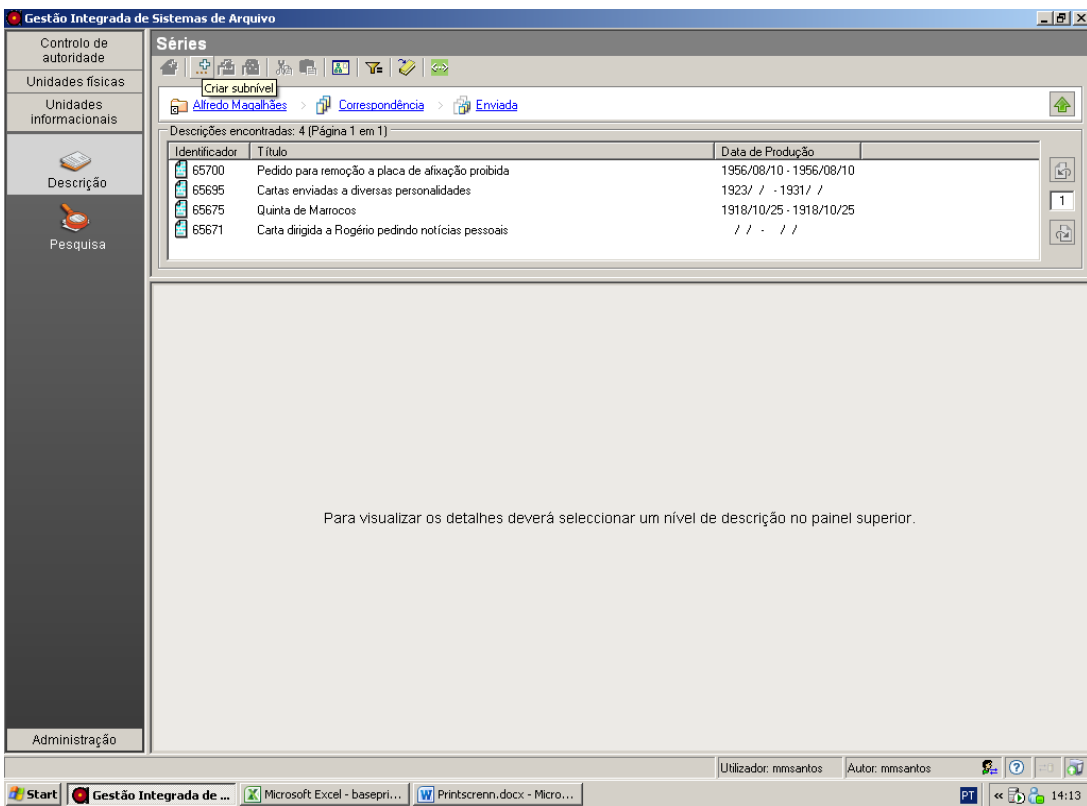 Gestão Integrada de Sistemas de Arquivo
Controlo de
autoridade
Unidades físicas
Unidades
informacionais
Descrição
Pesquisa
Administração
Séries
Criar subnível
Alfredo Magalhães > Correspondência > Enviada
Descrições encontradas: 4 (Página 1 em 1)
Identificador Título Data de Produção
65700 Pedido para remoção a placa de afixação proibida 1956/08/10 - 1956/08/10
65695 Cartas enviadas a diversas personalidades 1923/ / - 1931/ /
65675 Quinta de Marrocos 1918/10/25 - 1918/10/25
65671 Carta dirigida a Rogério pedindo notícias pessoais / / - / /
1
Para visualizar os detalhes deverá seleccionar um nível de descrição no painel superior.
Utilizador: mmsantos Autor: mmsantos
Start Gestão Integrada de ... Microsoft Excel - basepri... Printscrenn.docx - Micro... PT « 14:13